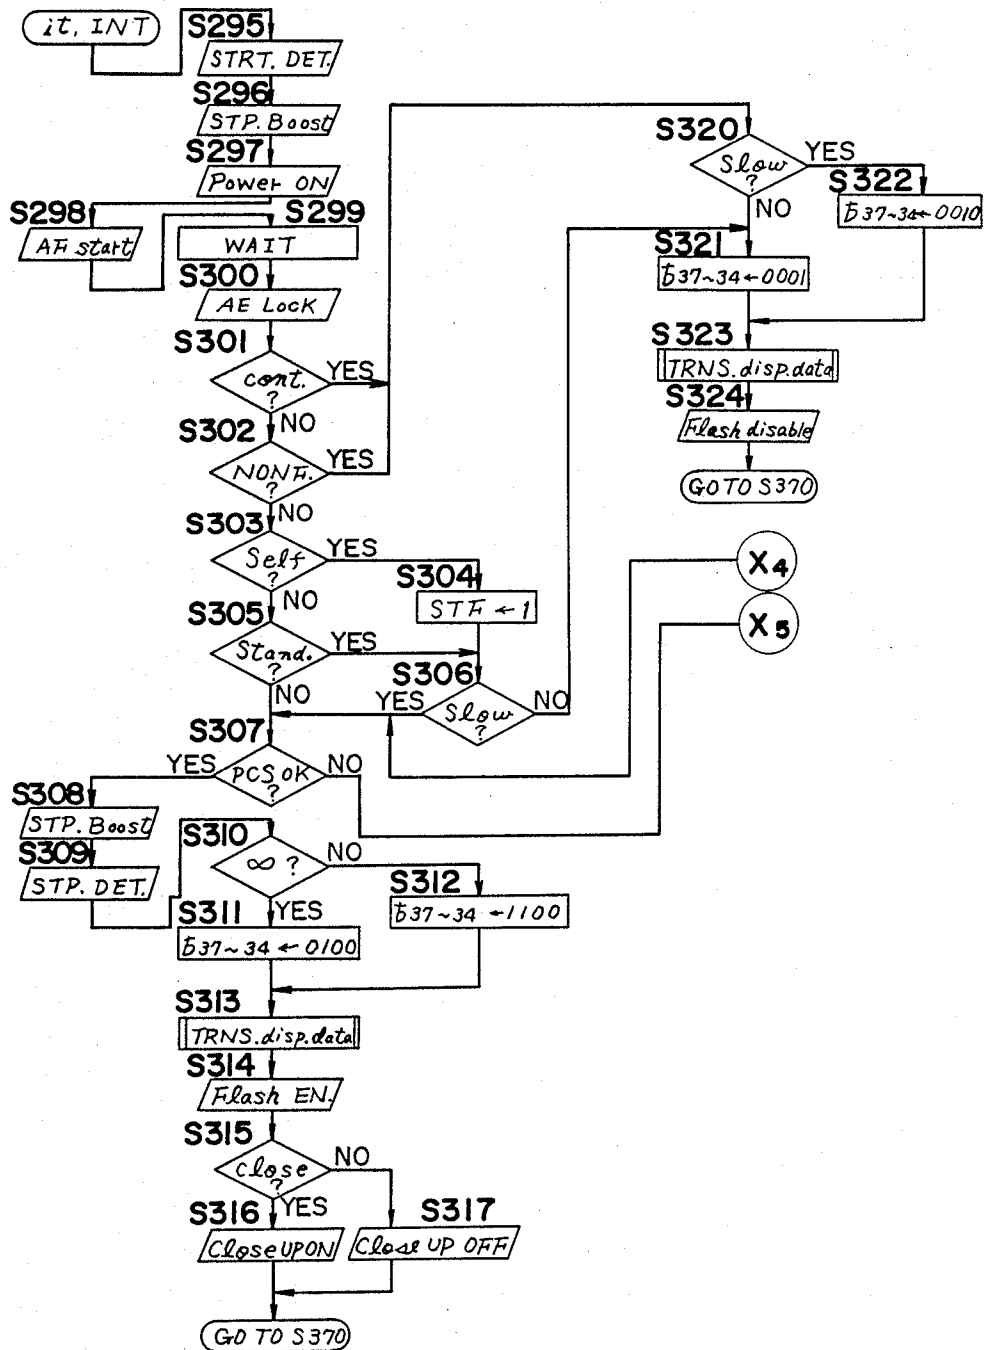 it, INT
S295
STRT. DET.
S296
STP. Boost
S297
Power ON
S298
AF start
S299
WAIT
S300
AE LocK
S301
cont.
?
YES
NO
S302
NONF.
?
YES
NO
S303
Self
?
YES
NO
S304
STF ← 1
S305
Stand.
?
YES
NO
S306
Slow
?
YES
NO
S307
PCS OK
?
YES
NO
S308
STP. Boost
S309
STP. DET.
S310
∞ ?
NO
YES
S311
b37~34 ← 0100
S312
b37~34 ← 1100
S313
TRNS.disp.data
S314
Flash EN.
S315
close
?
NO
YES
S316
Close UP ON
S317
Close UP OFF
GO TO S370
S320
Slow
?
YES
NO
S322
b37~34 ← 0010
S321
b37~34 ← 0001
S323
TRNS.disp.data
S324
Flash disable
GO TO S370
X4
X5